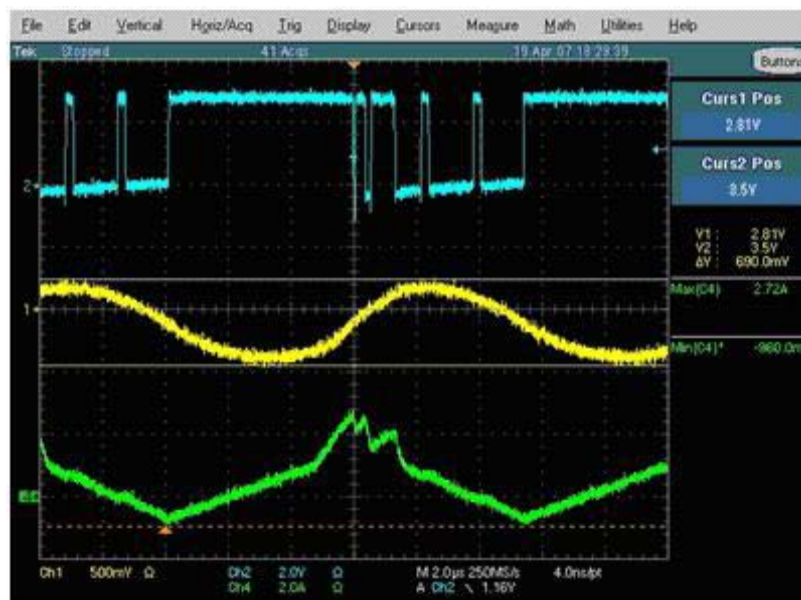 File Edit Vertical Horiz/Acq Trig Display Cursors Measure Math Utilities Help
Tek Stopped 41 Acqs 19 Apr 07 18:28:39
Buttons
Curs1 Pos
2.81V
Curs2 Pos
3.5V
V1 : 2.81V
V2 : 3.5V
ΔV : 690.0mV
Max(C4) 2.72A
Min(C4)* -960.0m
2
1
Ch1 500mV Ω Ch2 2.0V Ω M 2.0µs 250MS/s 4.0ns/pt
Ch4 2.0A Ω A Ch2 1.16V